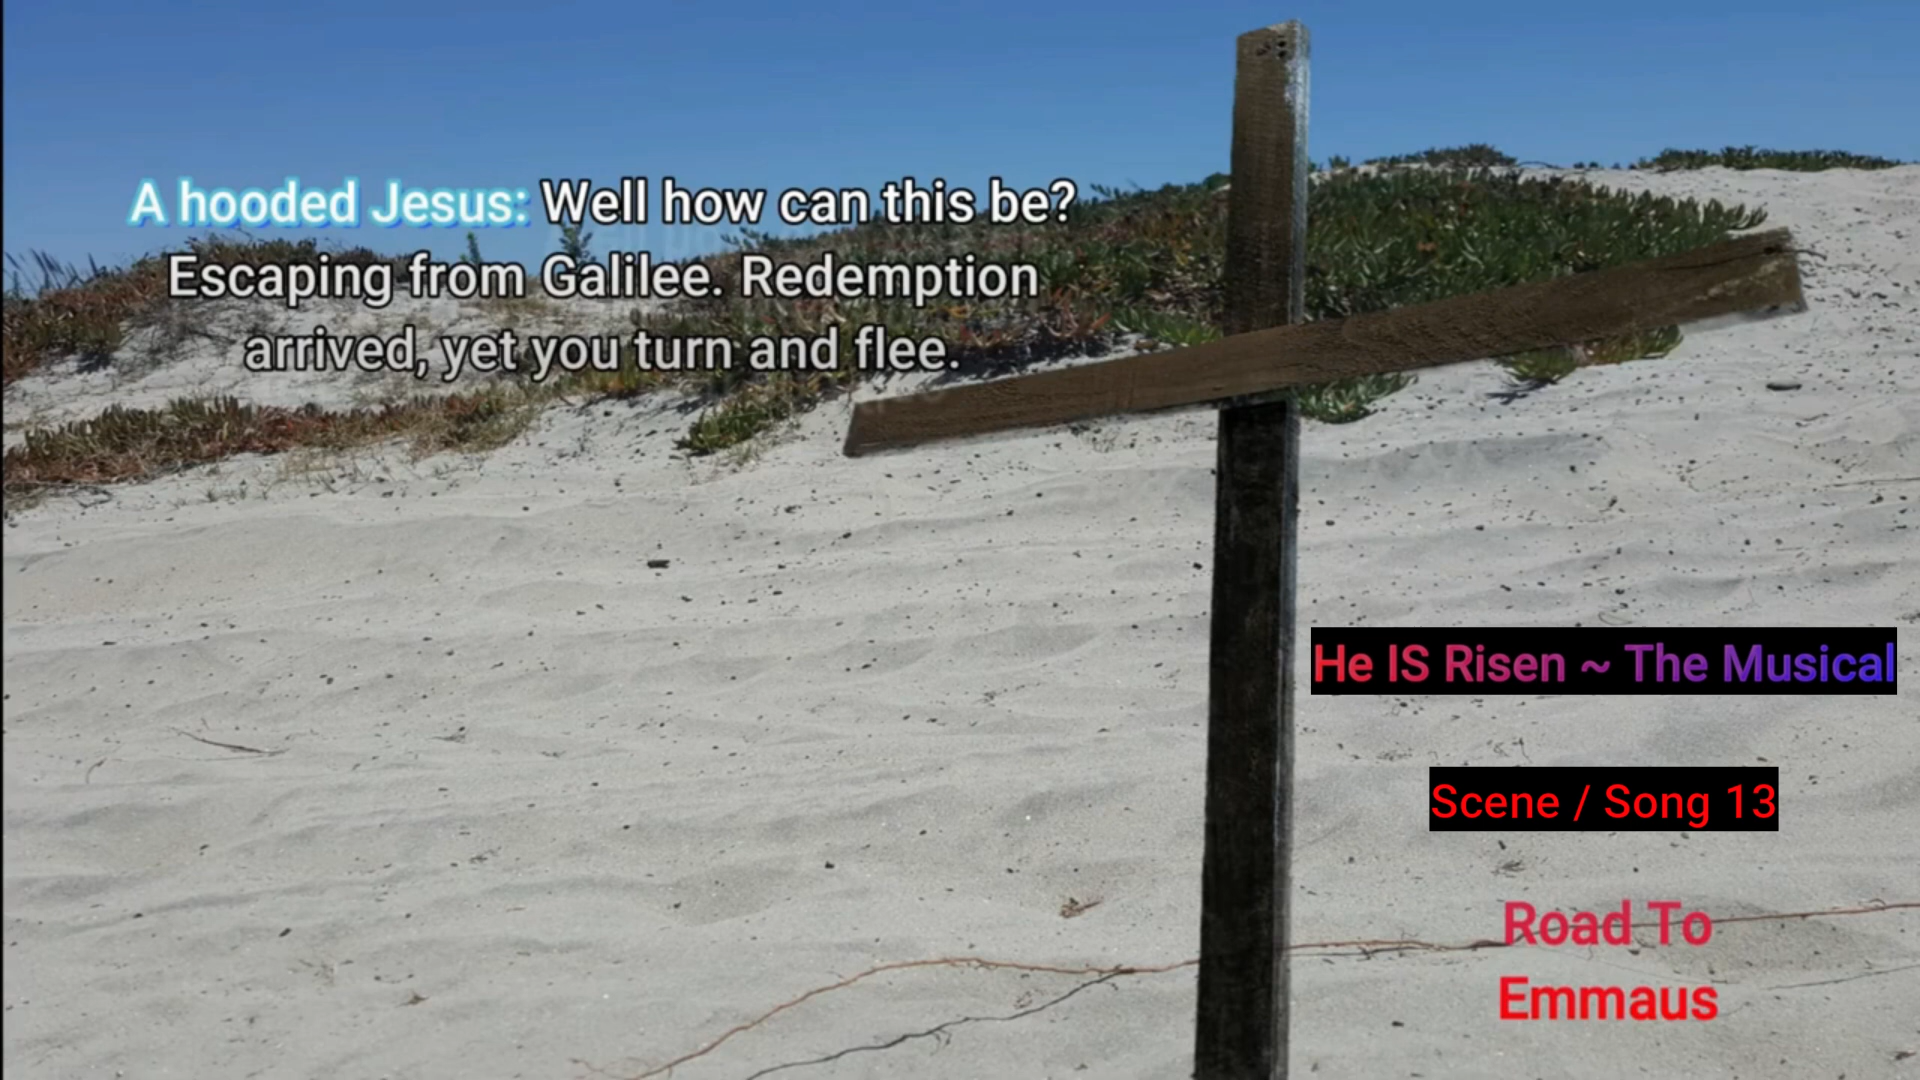 A hooded Jesus: Well how can this be?
Escaping from Galilee. Redemption
arrived, yet you turn and flee.
He IS Risen ~ The Musical
Scene / Song 13
Road To
Emmaus